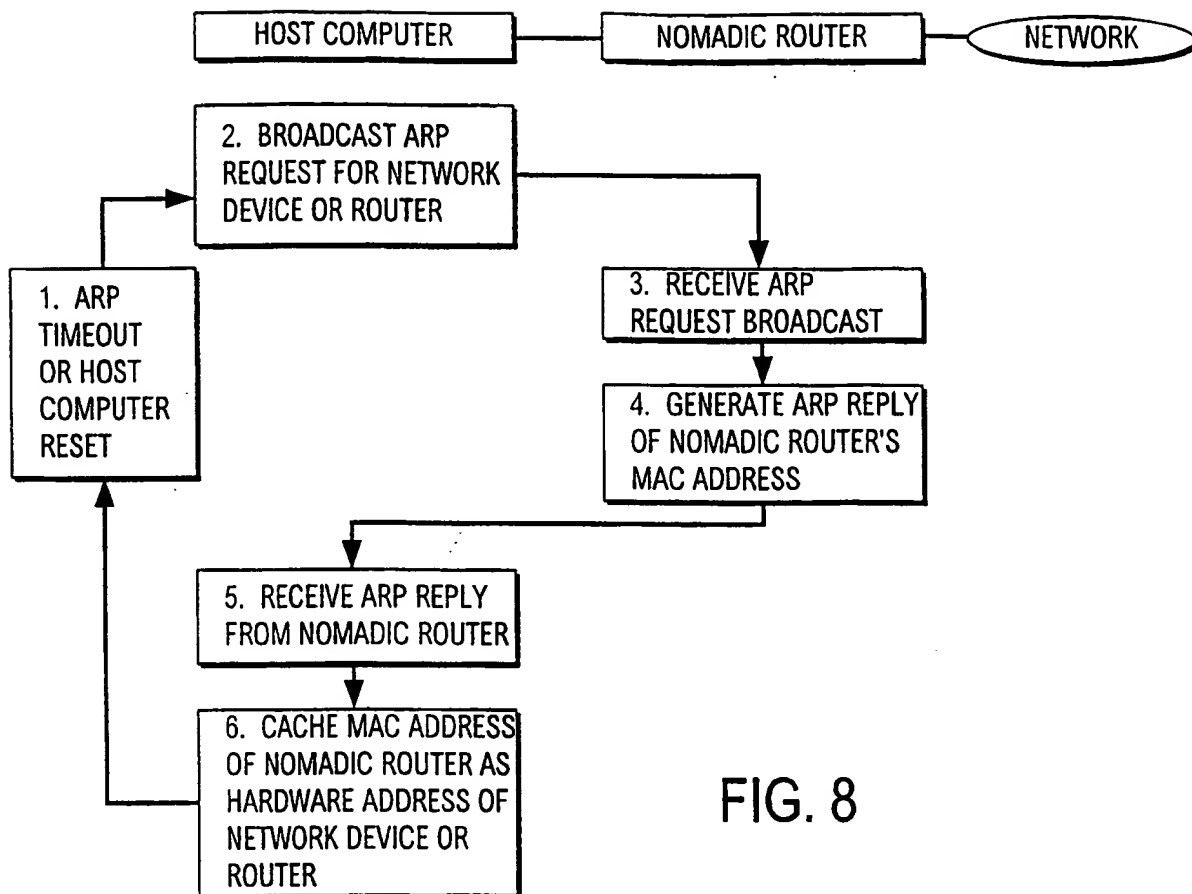 HOST COMPUTER
NOMADIC ROUTER
NETWORK
2. BROADCAST ARP
REQUEST FOR NETWORK
DEVICE OR ROUTER
1. ARP
TIMEOUT
OR HOST
COMPUTER
RESET
3. RECEIVE ARP
REQUEST BROADCAST
4. GENERATE ARP REPLY
OF NOMADIC ROUTER'S
MAC ADDRESS
5. RECEIVE ARP REPLY
FROM NOMADIC ROUTER
6. CACHE MAC ADDRESS
OF NOMADIC ROUTER AS
HARDWARE ADDRESS OF
NETWORK DEVICE OR
ROUTER
FIG. 8